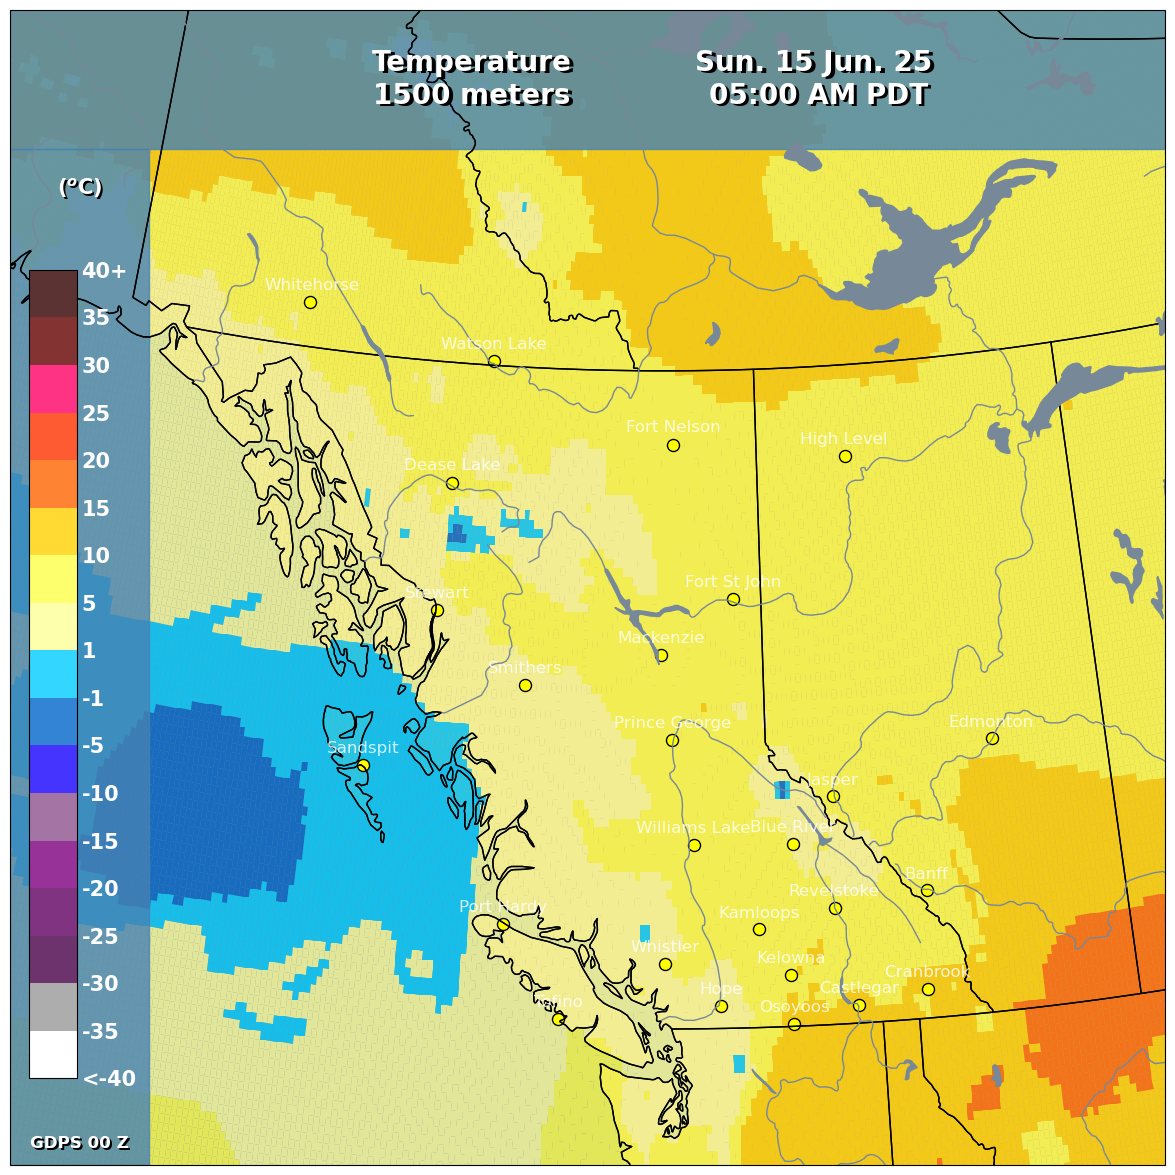 Temperature
1500 meters
Sun. 15 Jun. 25
05:00 AM PDT
(°C)
40+
35
30
25
20
15
10
5
1
-1
-5
-10
-15
-20
-25
-30
-35
<-40
Whitehorse
Watson Lake
Fort Nelson
High Level
Dease Lake
Fort St John
Stewart
Mackenzie
Smithers
Prince George
Edmonton
Sandspit
Jasper
Williams Lake
Blue River
Banff
Revelstoke
Port Hardy
Kamloops
Whistler
Kelowna
Cranbrook
Castlegar
Hope
Tofino
Osoyoos
GDPS 00 Z